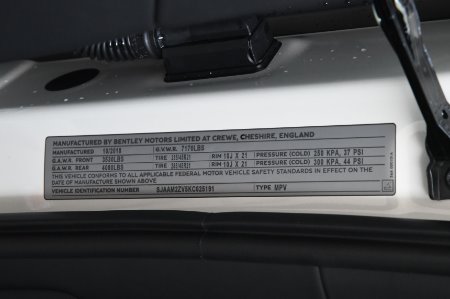 MANUFACTURED BY BENTLEY MOTORS LIMITED AT CREWE, CHESHIRE, ENGLAND
MANUFACTURED 10/2018 G.V.W.R. 7170LBS
G.A.W.R FRONT 3520LBS TIRE RIM 10J X 21 PRESSURE (COLD) 250 KPA, 37 PSI
G.A.W.R REAR 4080LBS TIRE RIM 10J X 21 PRESSURE (COLD) 300 KPA, 44 PSI
THIS VEHICLE CONFORMS TO ALL APPLICABLE FEDERAL MOTOR VEHICLE SAFETY STANDARDS IN EFFECT ON THE
DATE OF MANUFACTURE SHOWN ABOVE.
VEHICLE IDENTIFICATION NUMBER SJAAM2ZV5KC025191 TYPE MPV